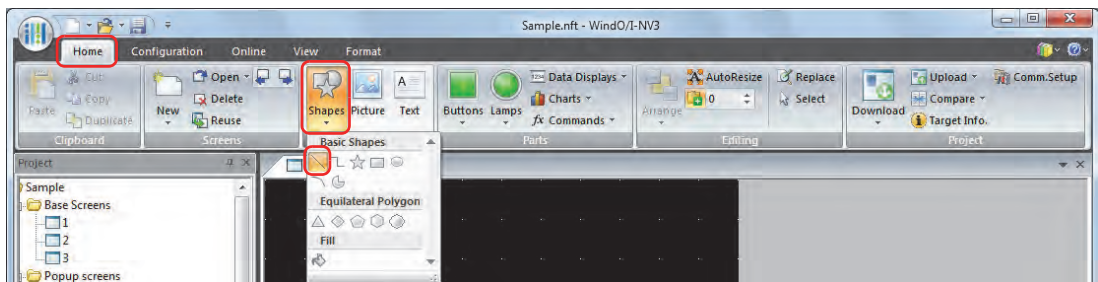 Sample.nft - WindO/I-NV3
Home Configuration Online View Format
Cut Open AutoResize Replace Upload Comm.Setup
Data Displays
Copy Delete Charts 0 Select Compare
Paste Duplicate New Reuse Shapes Picture Text Buttons Lamps Commands Arrange Download Target Info.
Clipboard Screens Parts Editing Project
Basic Shapes
Project
Sample
Base Screens
Equilateral Polygon
1
2
Fill
3
Popup screens